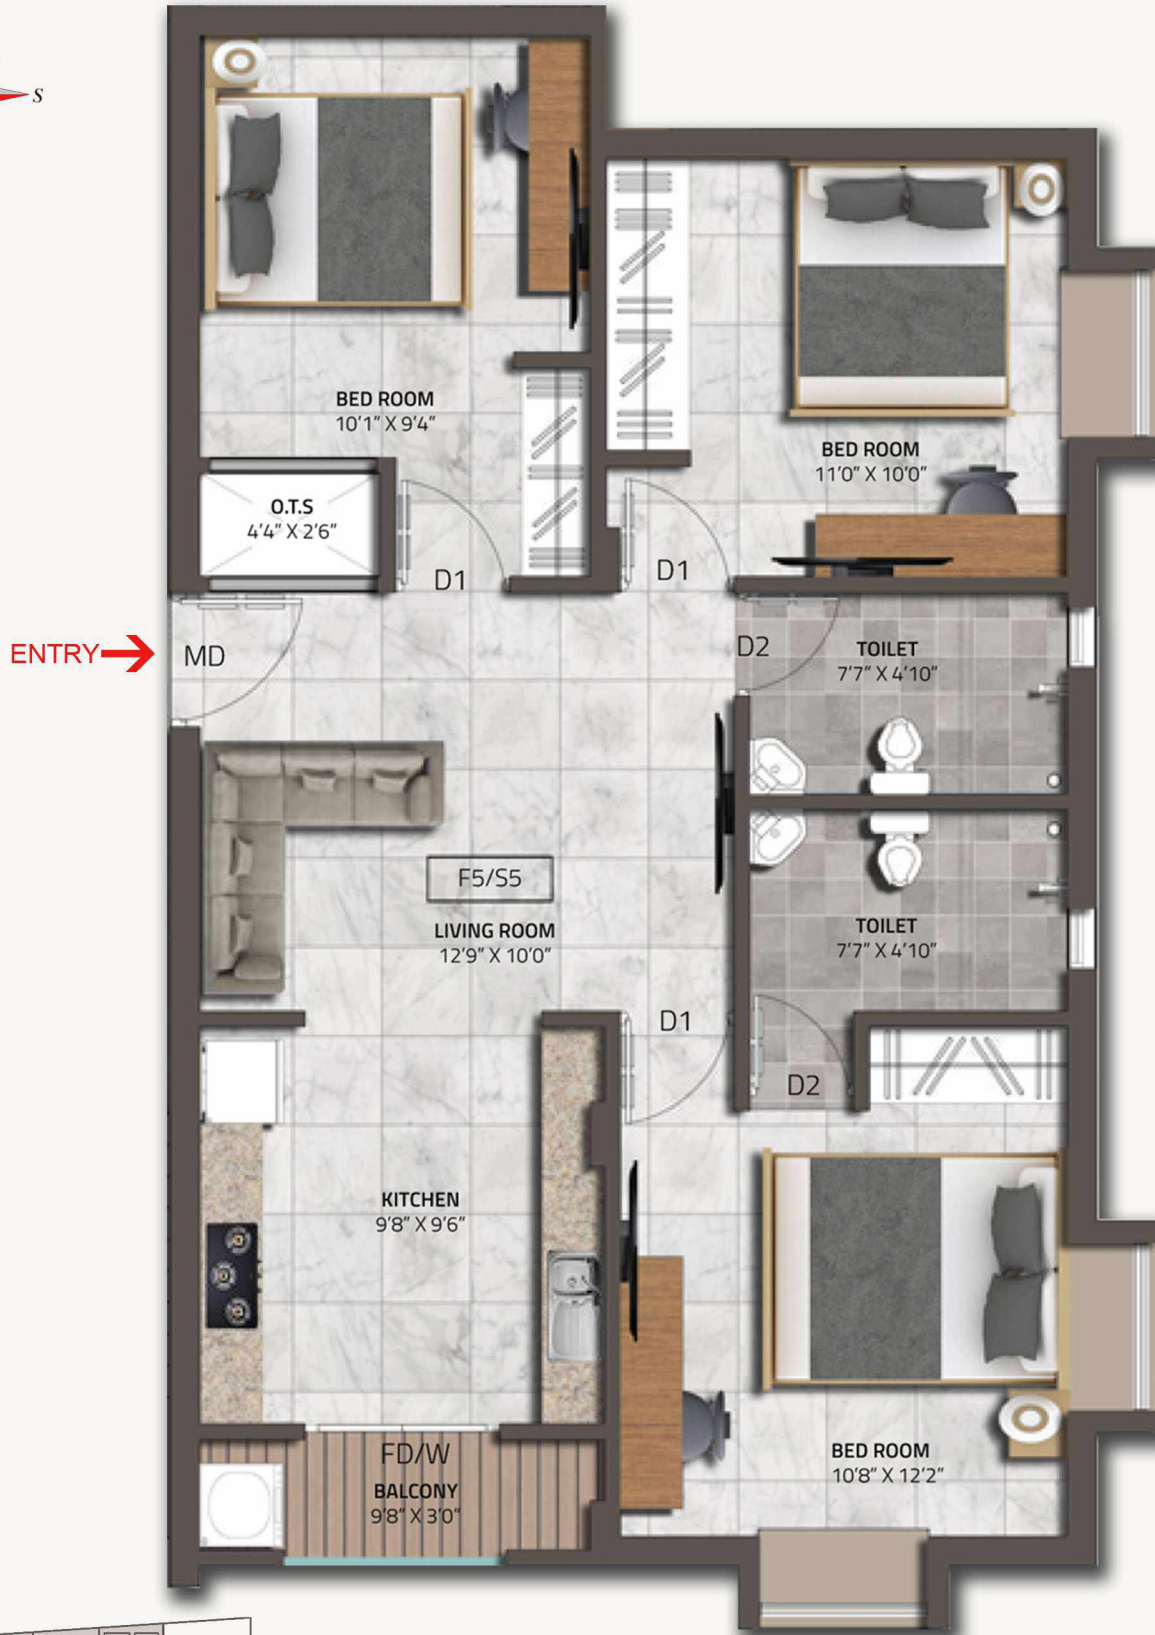 S
BED ROOM
10'1" X 9'4"
BED ROOM
11'0" X 10'0"
O.T.S
4'4" X 2'6"
D1
D1
ENTRY
MD
D2
TOILET
7'7" X 4'10"
F5/S5
LIVING ROOM
12'9" X 10'0"
TOILET
7'7" X 4'10"
D1
D2
KITCHEN
9'8" X 9'6"
FD/W
BALCONY
9'8" X 3'0"
BED ROOM
10'8" X 12'2"